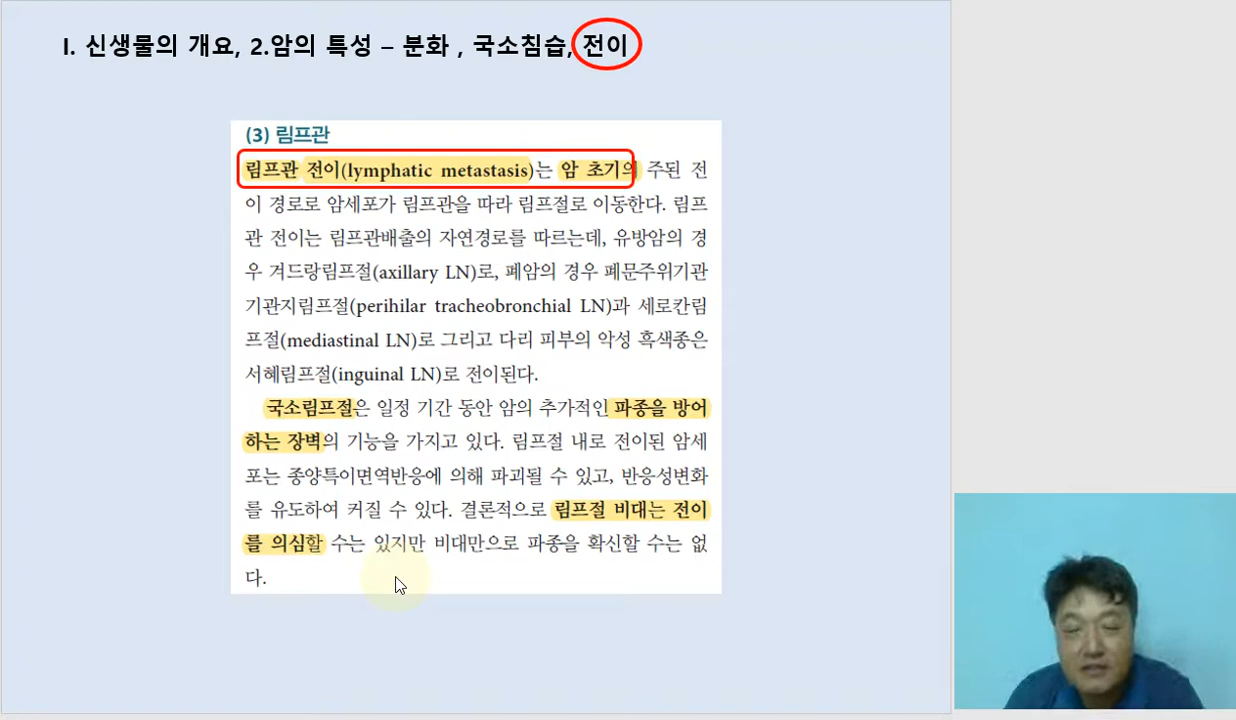 I. 신생물의 개요, 2.암의 특성 – 분화 , 국소침습, 전이
(3) 림프관
림프관 전이(lymphatic metastasis)는 암 초기의 주된 전
이 경로로 암세포가 림프관을 따라 림프절로 이동한다. 림프
관 전이는 림프관배출의 자연경로를 따르는데, 유방암의 경
우 겨드랑림프절(axillary LN)로, 폐암의 경우 폐문주위기관
기관지림프절(perihilar tracheobronchial LN)과 세로칸림
프절(mediastinal LN)로 그리고 다리 피부의 악성 흑색종은
서혜림프절(inguinal LN)로 전이된다.
국소림프절은 일정 기간 동안 암의 추가적인 파종을 방어
하는 장벽의 기능을 가지고 있다. 림프절 내로 전이된 암세
포는 종양특이면역반응에 의해 파괴될 수 있고, 반응성변화
를 유도하여 커질 수 있다. 결론적으로 림프절 비대는 전이
를 의심할 수는 있지만 비대만으로 파종을 확신할 수는 없
다.